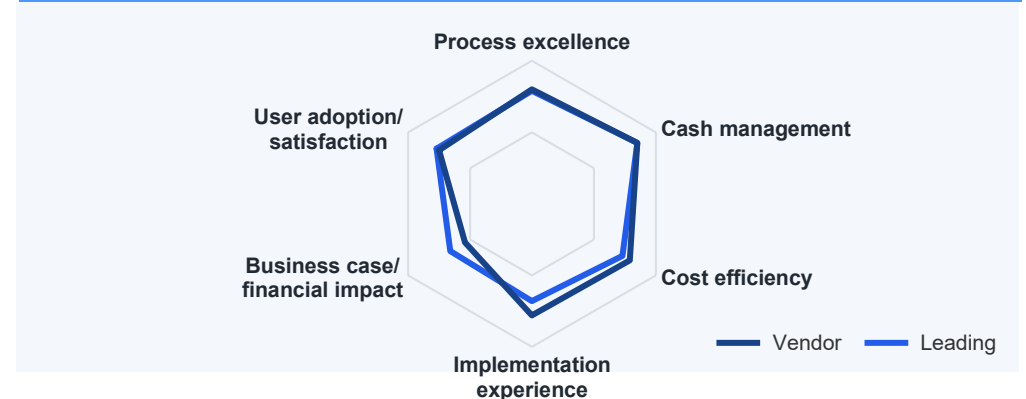 Process excellence
User adoption/
satisfaction
Cash management
Business case/
financial impact
Cost efficiency
Vendor
Leading
Implementation
experience